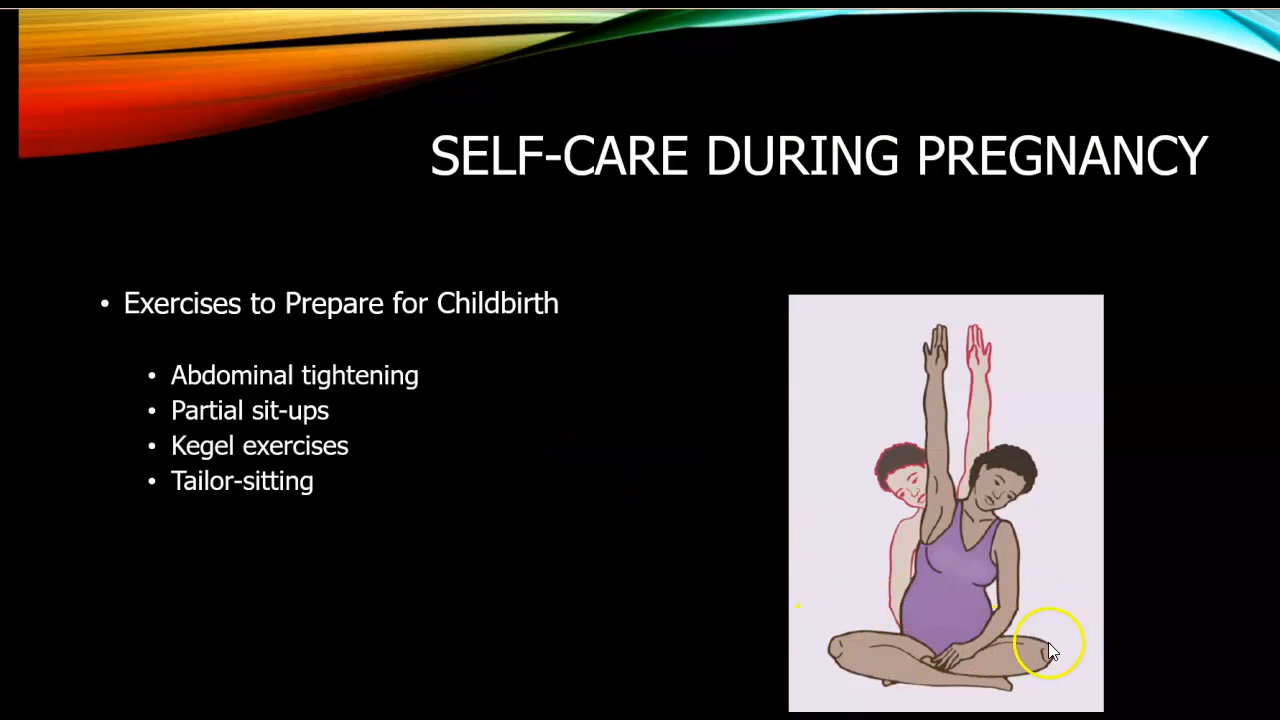 SELF-CARE DURING PREGNANCY
• Exercises to Prepare for Childbirth
• Abdominal tightening
• Partial sit-ups
• Kegel exercises
• Tailor-sitting